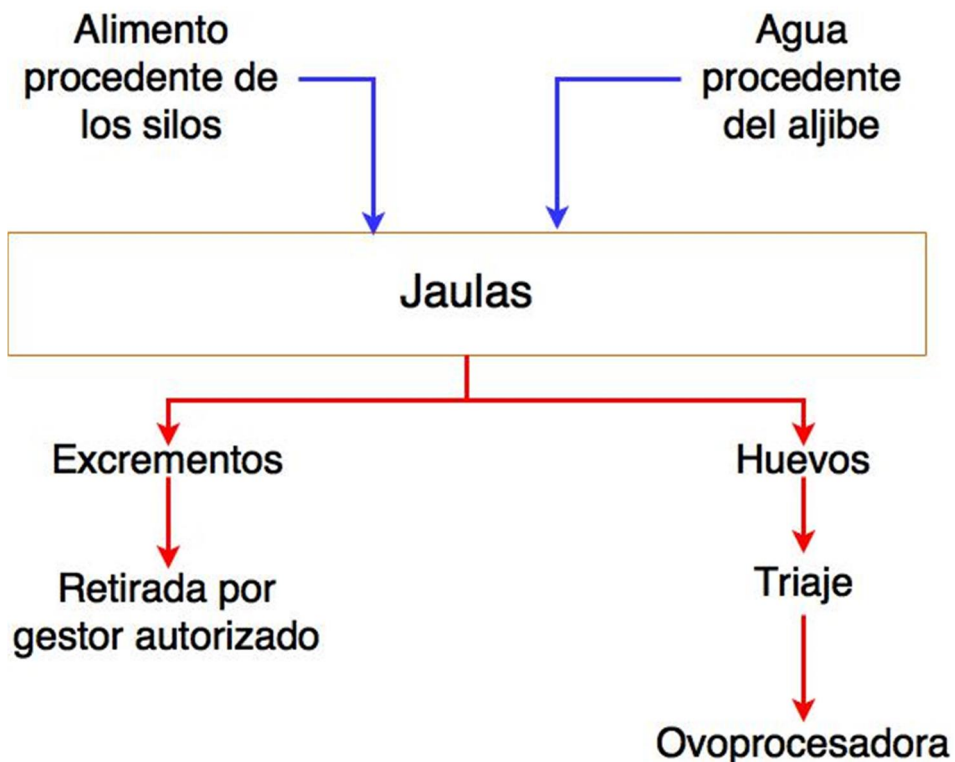 Alimento
procedente de
los silos
Agua
procedente
del aljibe
Jaulas
Excrementos
Retirada por
gestor autorizado
Huevos
Triaje
Ovoprocesadora